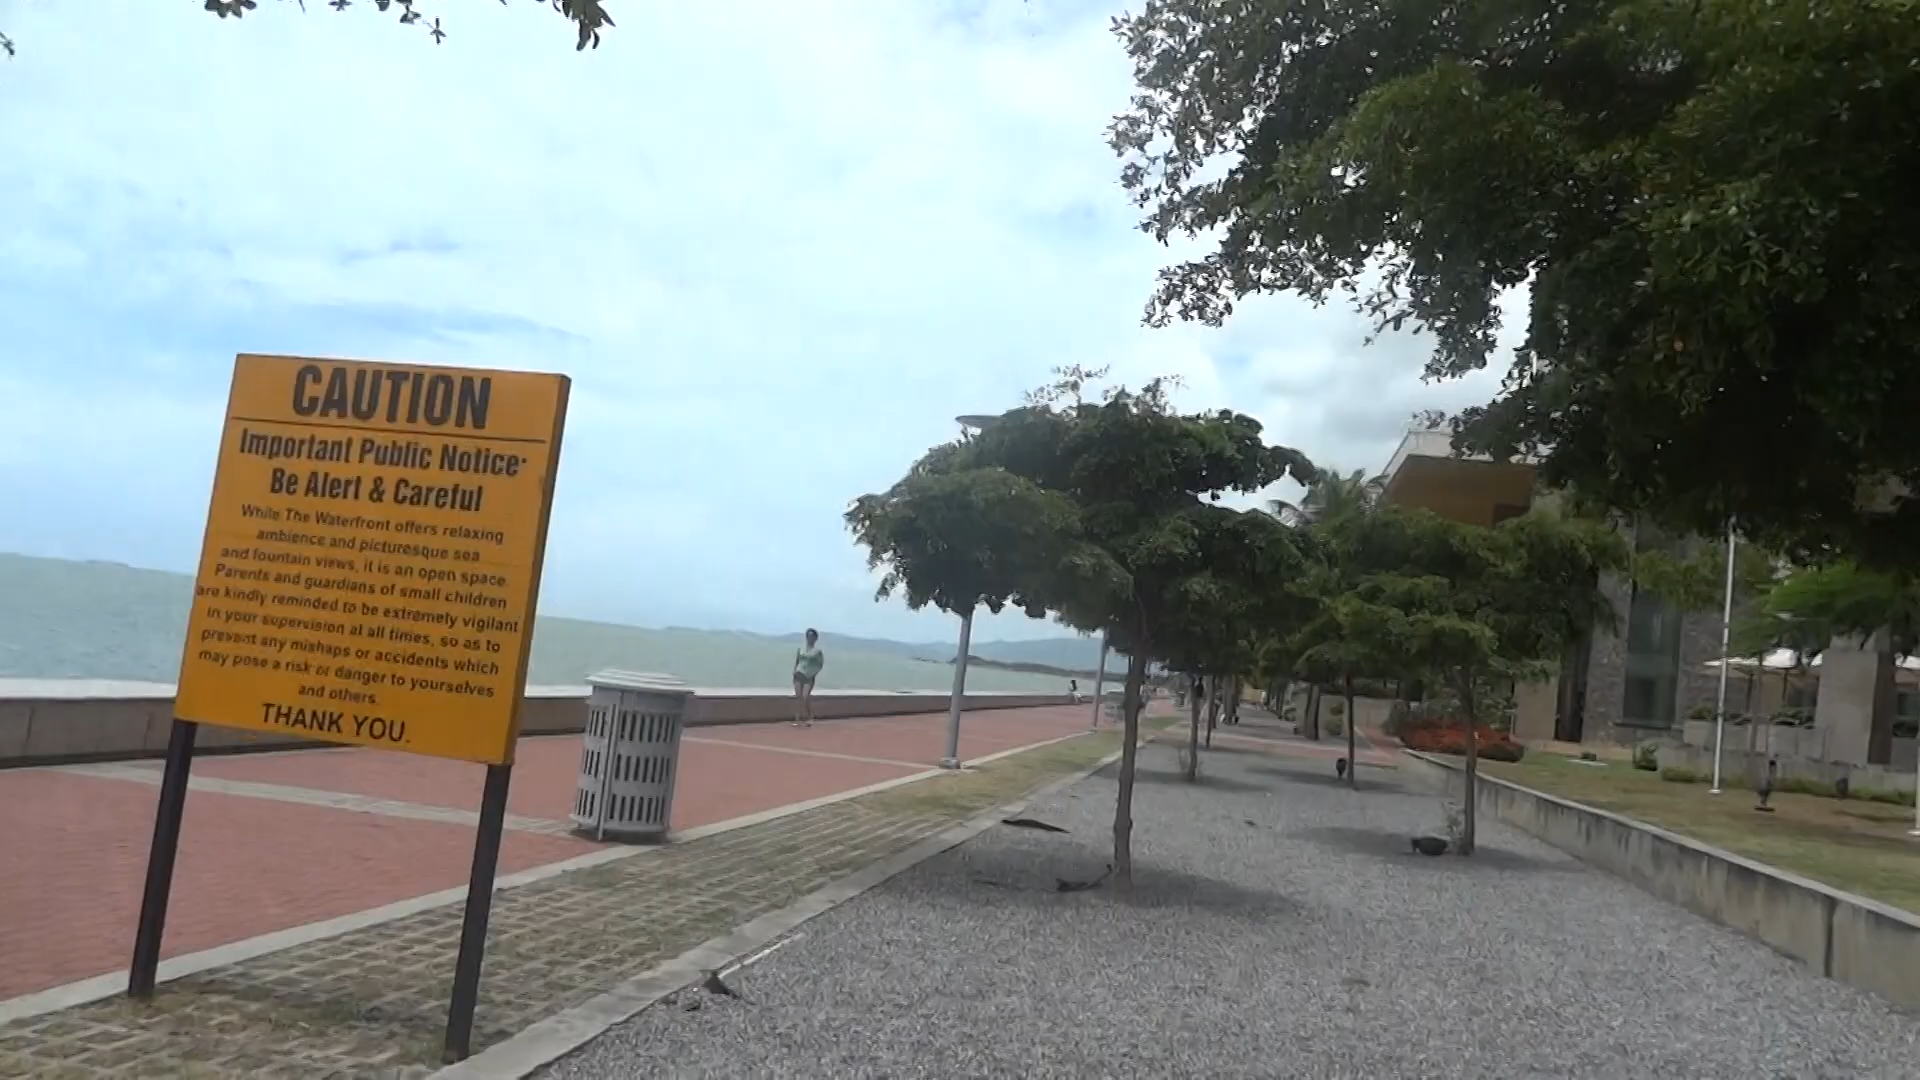 CAUTION
Important Public Notice:
Be Alert & Careful
While The Waterfront offers relaxing
ambience and picturesque sea
and fountain views, it is an open space.
Parents and guardians of small children
are kindly reminded to be extremely vigilant
in your supervision at all times, so as to
prevent any mishaps or accidents which
may pose a risk or danger to yourselves
and others.
THANK YOU.